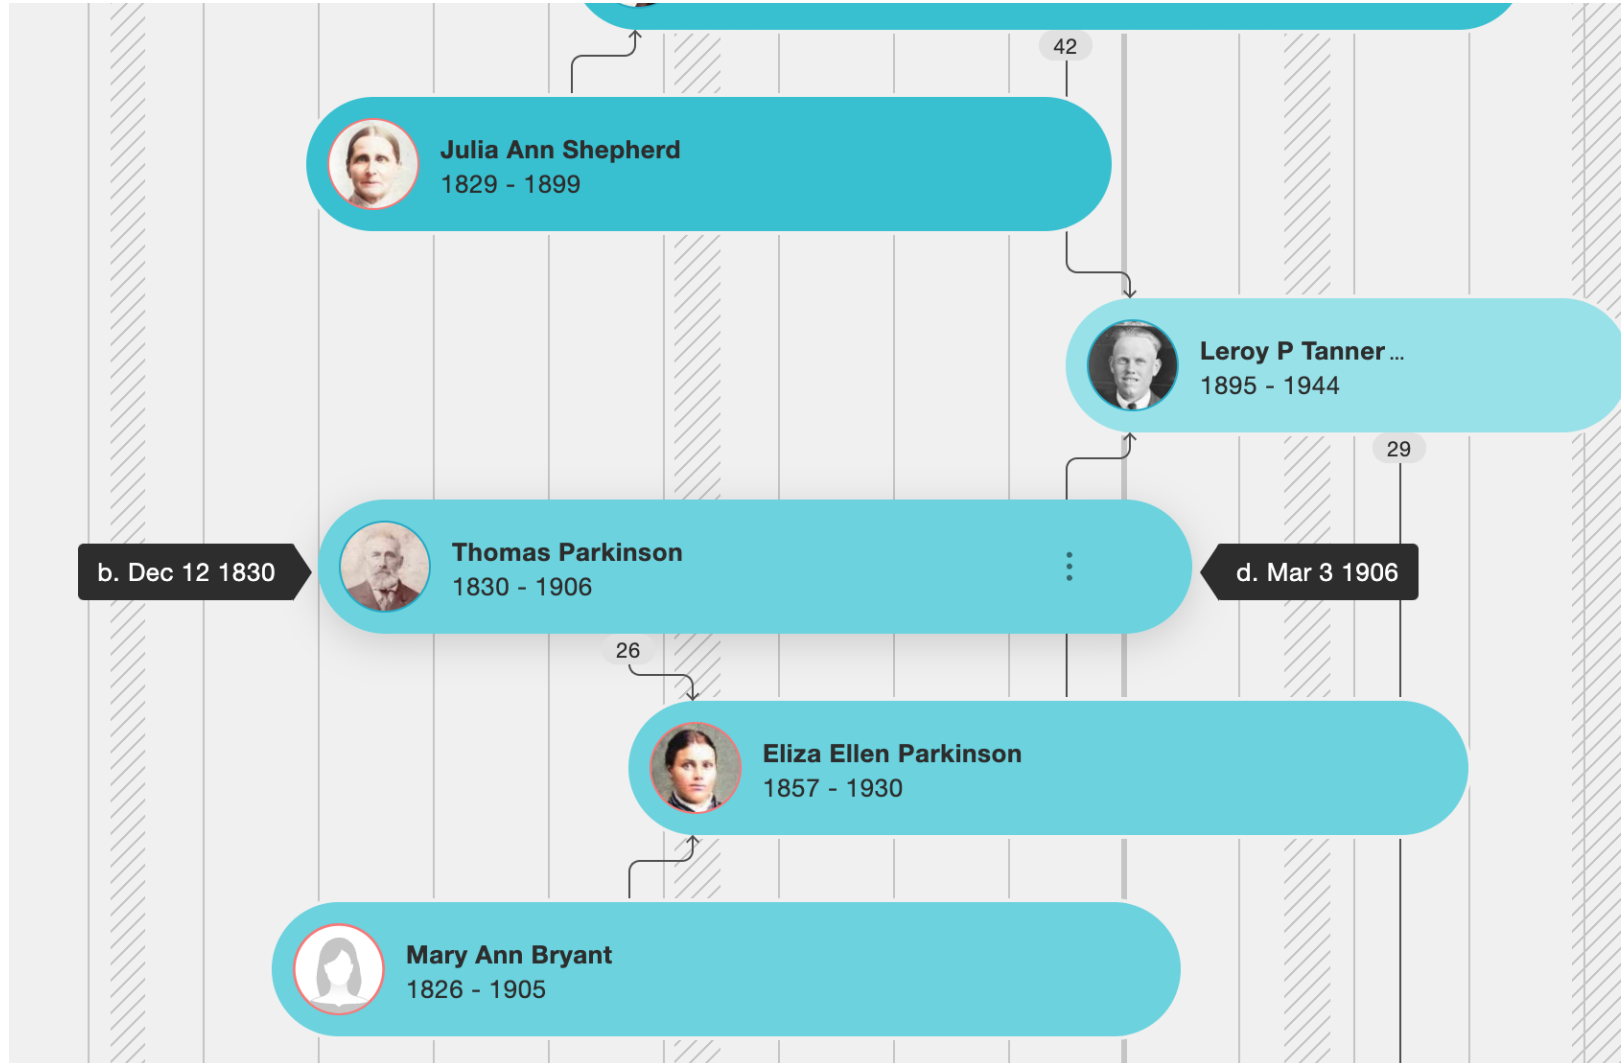 42
Julia Ann Shepherd
1829 - 1899
Leroy P Tanner ...
1895 - 1944
29
Thomas Parkinson
1830 - 1906
b. Dec 12 1830
d. Mar 3 1906
26
Eliza Ellen Parkinson
1857 - 1930
Mary Ann Bryant
1826 - 1905